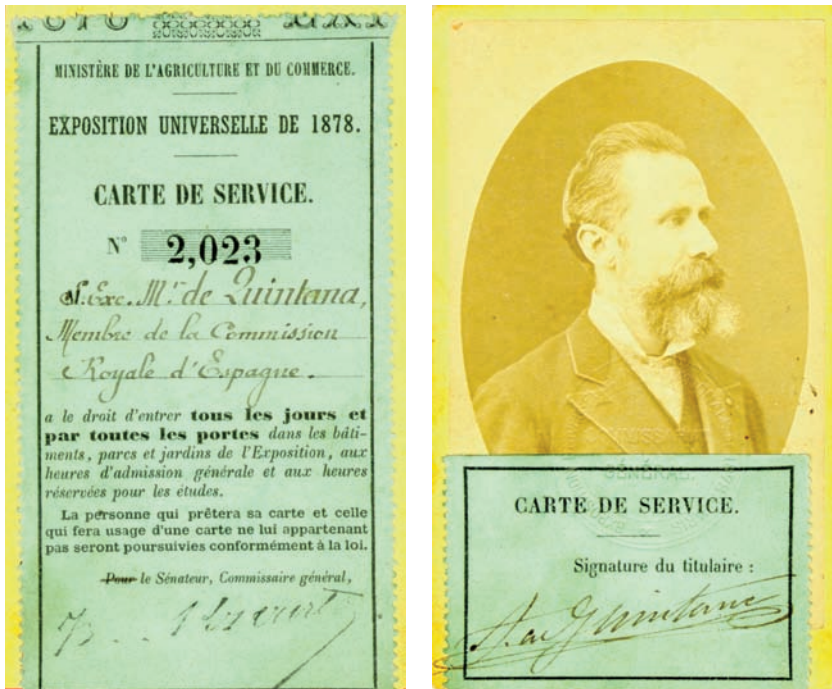 MINISTÈRE DE L'AGRICULTURE ET DU COMMERCE.
EXPOSITION UNIVERSELLE DE 1878.
CARTE DE SERVICE.
N° 2,023
S. Exc. Mr. de Quintana,
Membre de la Commission
Royale d'Espagne.
a le droit d'entrer tous les jours et
par toutes les portes dans les bâti-
ments, parcs et jardins de l'Exposition, aux
heures d'admission générale et aux heures
réservées pour les études.
La personne qui prêtera sa carte et celle
qui fera usage d'une carte ne lui appartenant
pas seront poursuivies conformément à la loi.
Pour le Sénateur, Commissaire général,
GÉNÉRAL
CARTE DE SERVICE.
Signature du titulaire :
Quintana